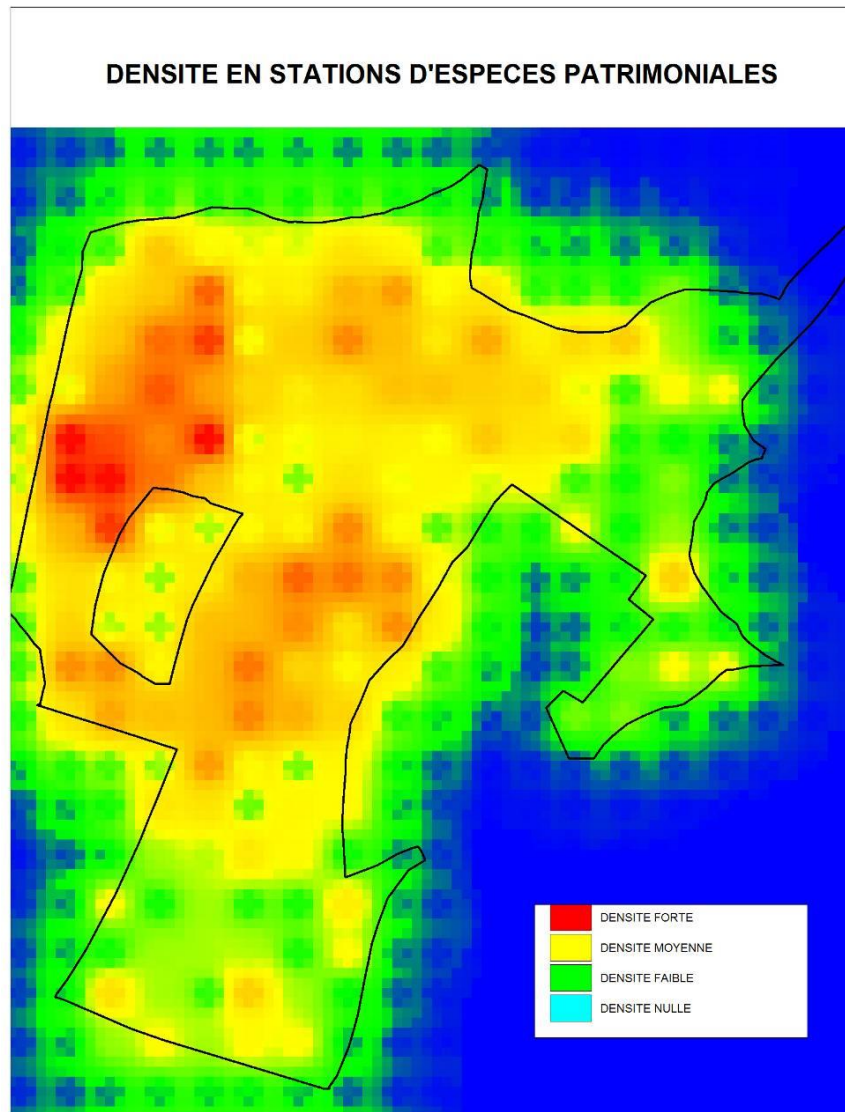 DENSITE EN STATIONS D'ESPECES PATRIMONIALES
DENSITE FORTE
DENSITE MOYENNE
DENSITE FAIBLE
DENSITE NULLE